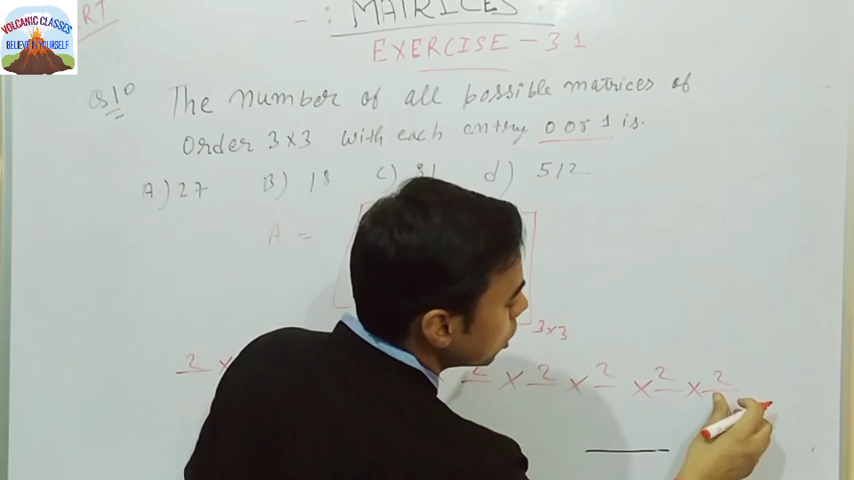 VOLCANIC CLASSES
BELIEVE IN YOURSELF
RT
-: MATRICES
EXERCISE - 3 1
Q 10 The number of all possible matrices of
Order 3×3 with each entry 0 or 1 is.
A) 27 B) 18 C) 81 d) 512
A =
3×3
2 × 2 × 2 × 2 × 2 × 2